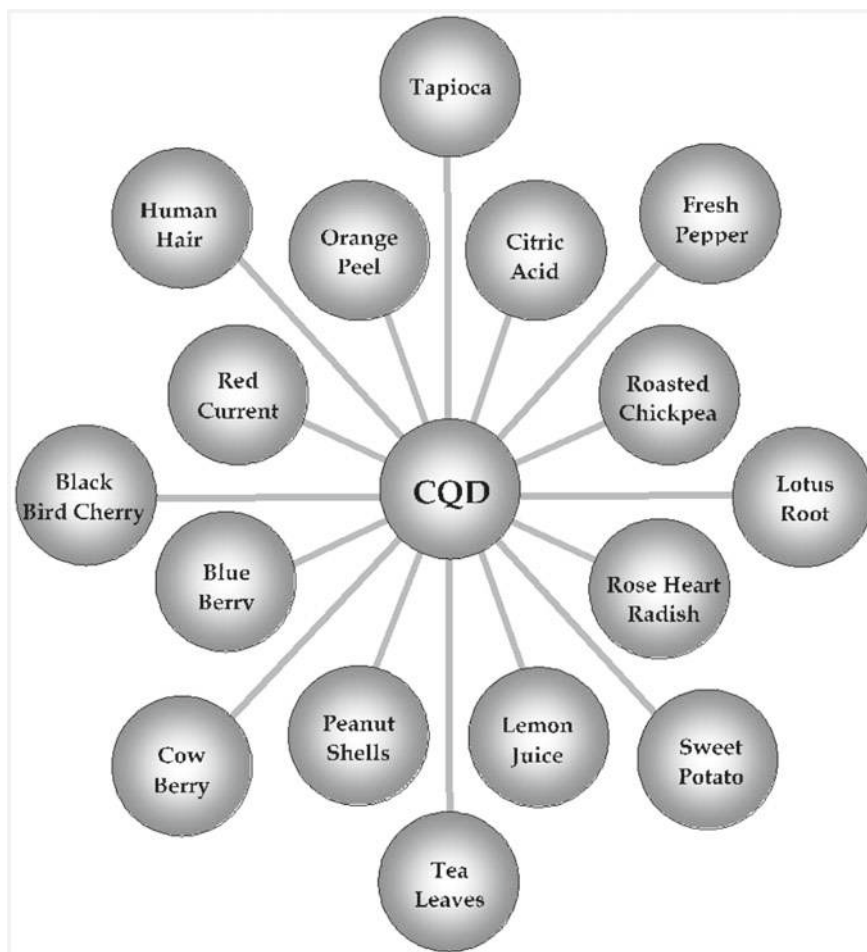 Tapioca
Human
Hair
Orange
Peel
Citric
Acid
Fresh
Pepper
Red
Current
Roasted
Chickpea
Black
Bird Cherry
CQD
Lotus
Root
Blue
Berry
Rose Heart
Radish
Cow
Berry
Peanut
Shells
Lemon
Juice
Sweet
Potato
Tea
Leaves